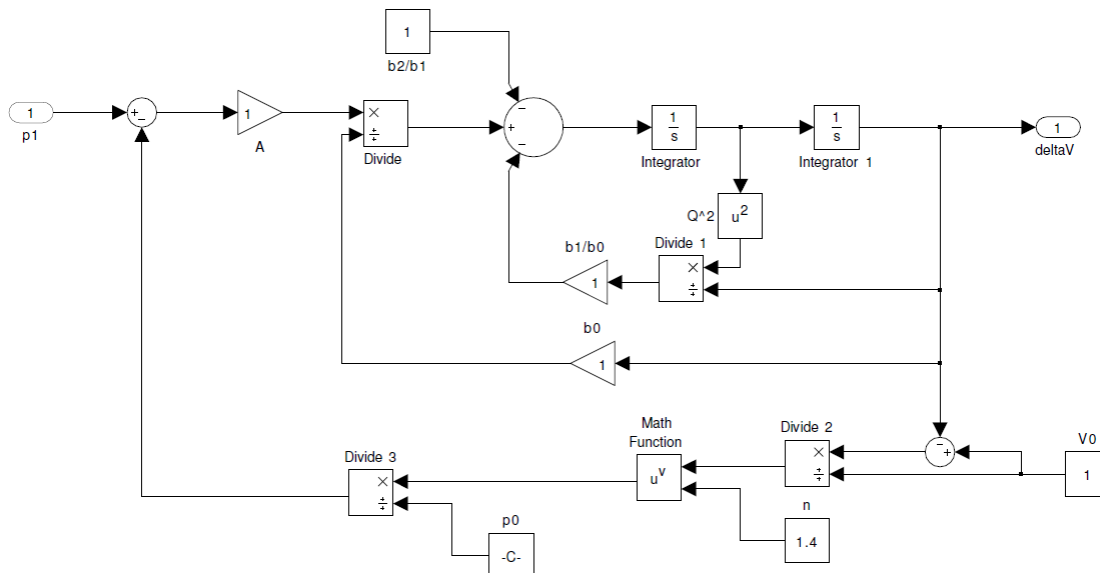 1
b2/b1
1
p1
+
−
1
A
×
÷
Divide
−
+
−
1
s
Integrator
1
s
Integrator 1
1
deltaV
Q^2
u²
Divide 1
×
÷
b1/b0
1
b0
1
−
+
V0
1
Divide 2
×
÷
Math
Function
u^v
n
1.4
Divide 3
×
÷
p0
-C-